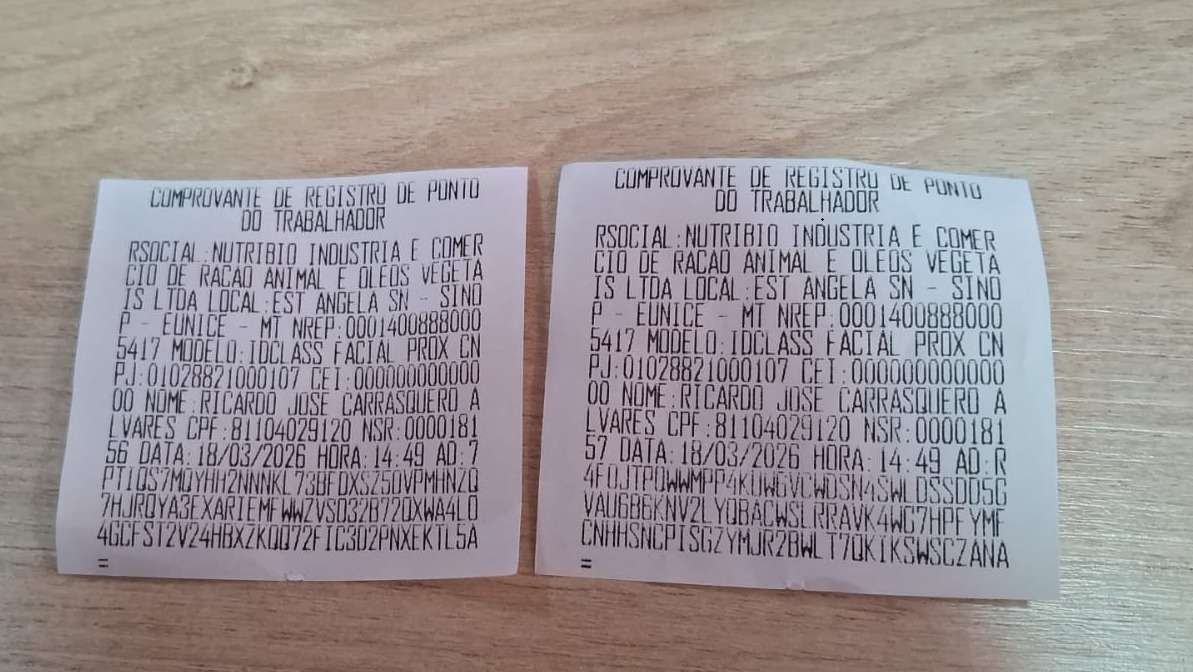 COMPROVANTE DE REGISTRO DE PONTO
DO TRABALHADOR
RSOCIAL:NUTRIBIO INDUSTRIA E COMER
CIO DE RACAO ANIMAL E OLEOS VEGETA
IS LTDA LOCAL:EST ANGELA SN - SINO
P - EUNICE - MT NREP:0001400888000
5417 MODELO:IDCLASS FACIAL PROX CN
PJ:01028821000107 CEI:000000000000
00 NOME:RICARDO JOSE CARRASQUERO A
LVARES CPF:81104029120 NSR:0000181
56 DATA:18/03/2026 HORA:14:49 AD:7
=
COMPROVANTE DE REGISTRO DE PONTO
DO TRABALHADOR
RSOCIAL:NUTRIBIO INDUSTRIA E COMER
CIO DE RACAO ANIMAL E OLEOS VEGETA
IS LTDA LOCAL:EST ANGELA SN - SINO
P - EUNICE - MT NREP:0001400888000
5417 MODELO:IDCLASS FACIAL PROX CN
PJ:01028821000107 CEI:000000000000
00 NOME:RICARDO JOSE CARRASQUERO A
LVARES CPF:81104029120 NSR:0000181
57 DATA:18/03/2026 HORA:14:49 AD:R
=